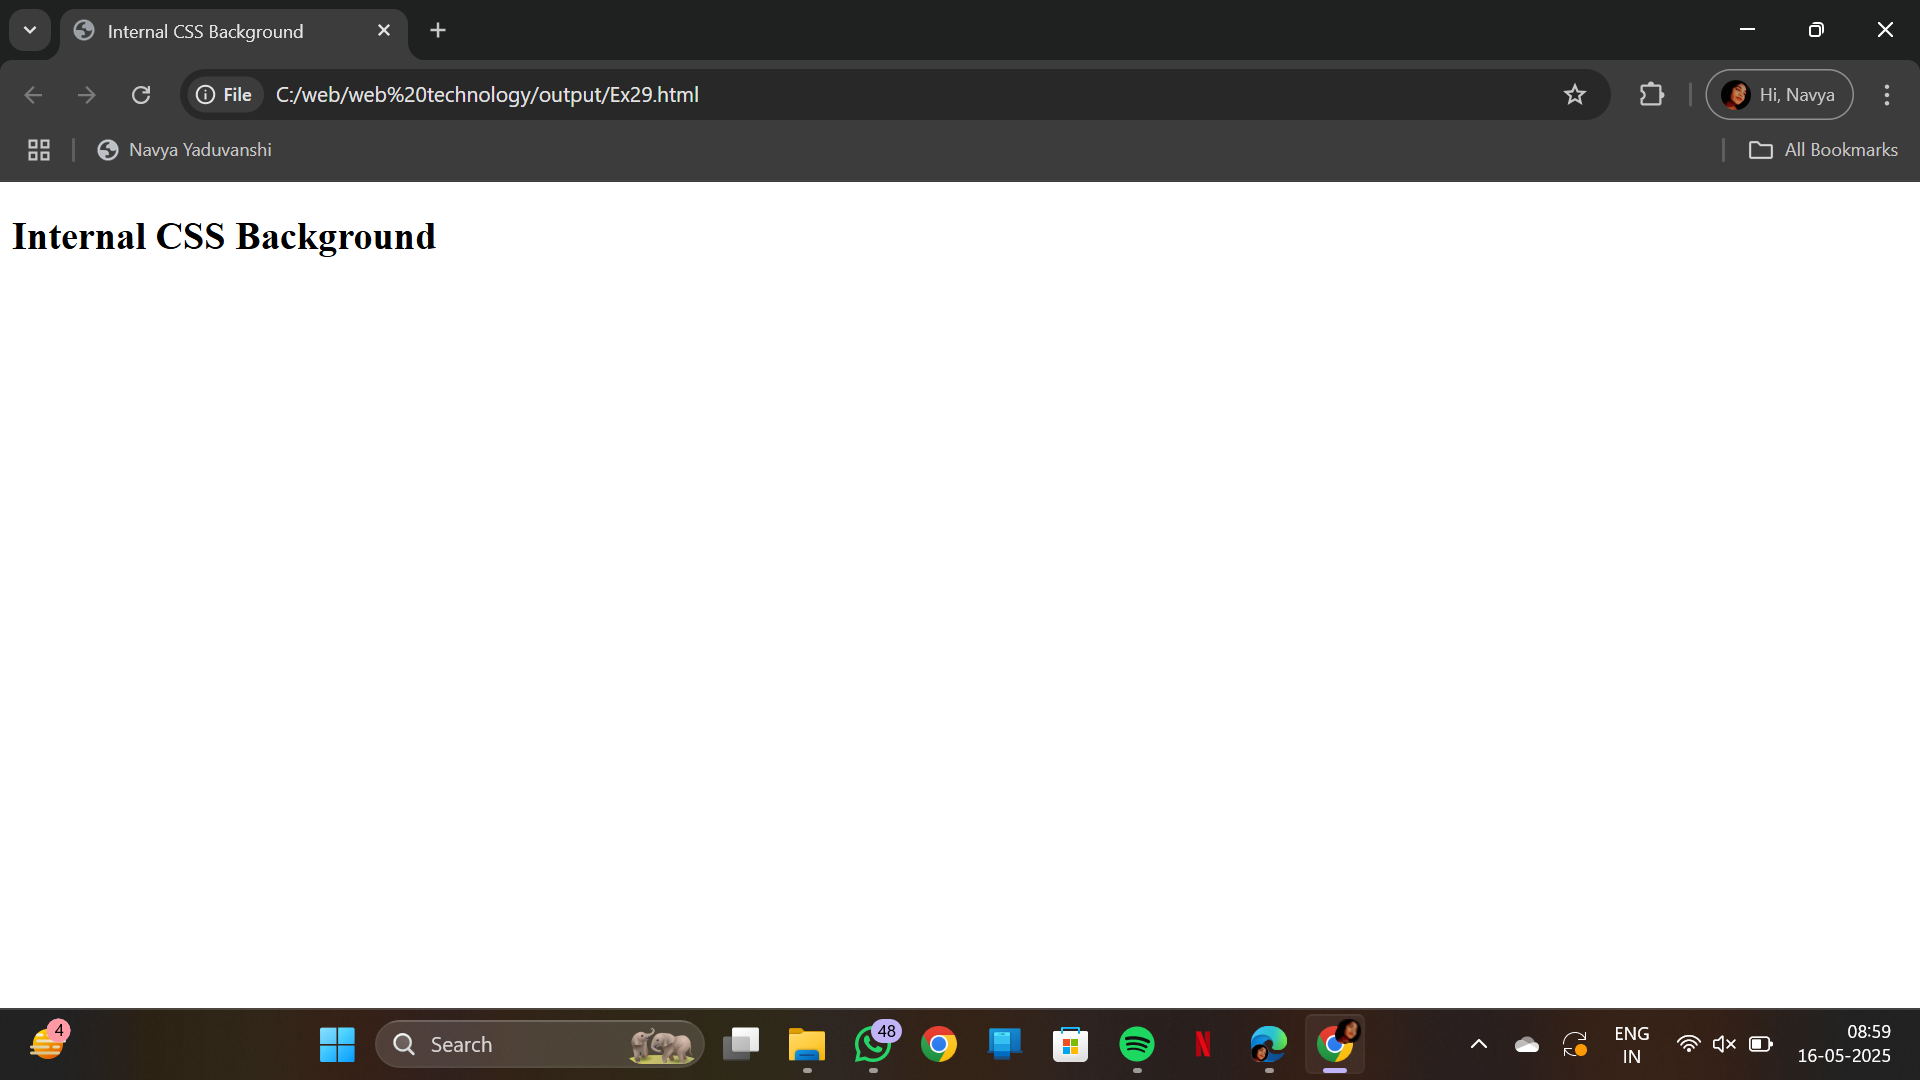 Internal CSS Background
File
C:/web/web%20technology/output/Ex29.html
Hi, Navya
Navya Yaduvanshi
All Bookmarks
Internal CSS Background
4
Search
48
N
ENG
IN
08:59
16-05-2025